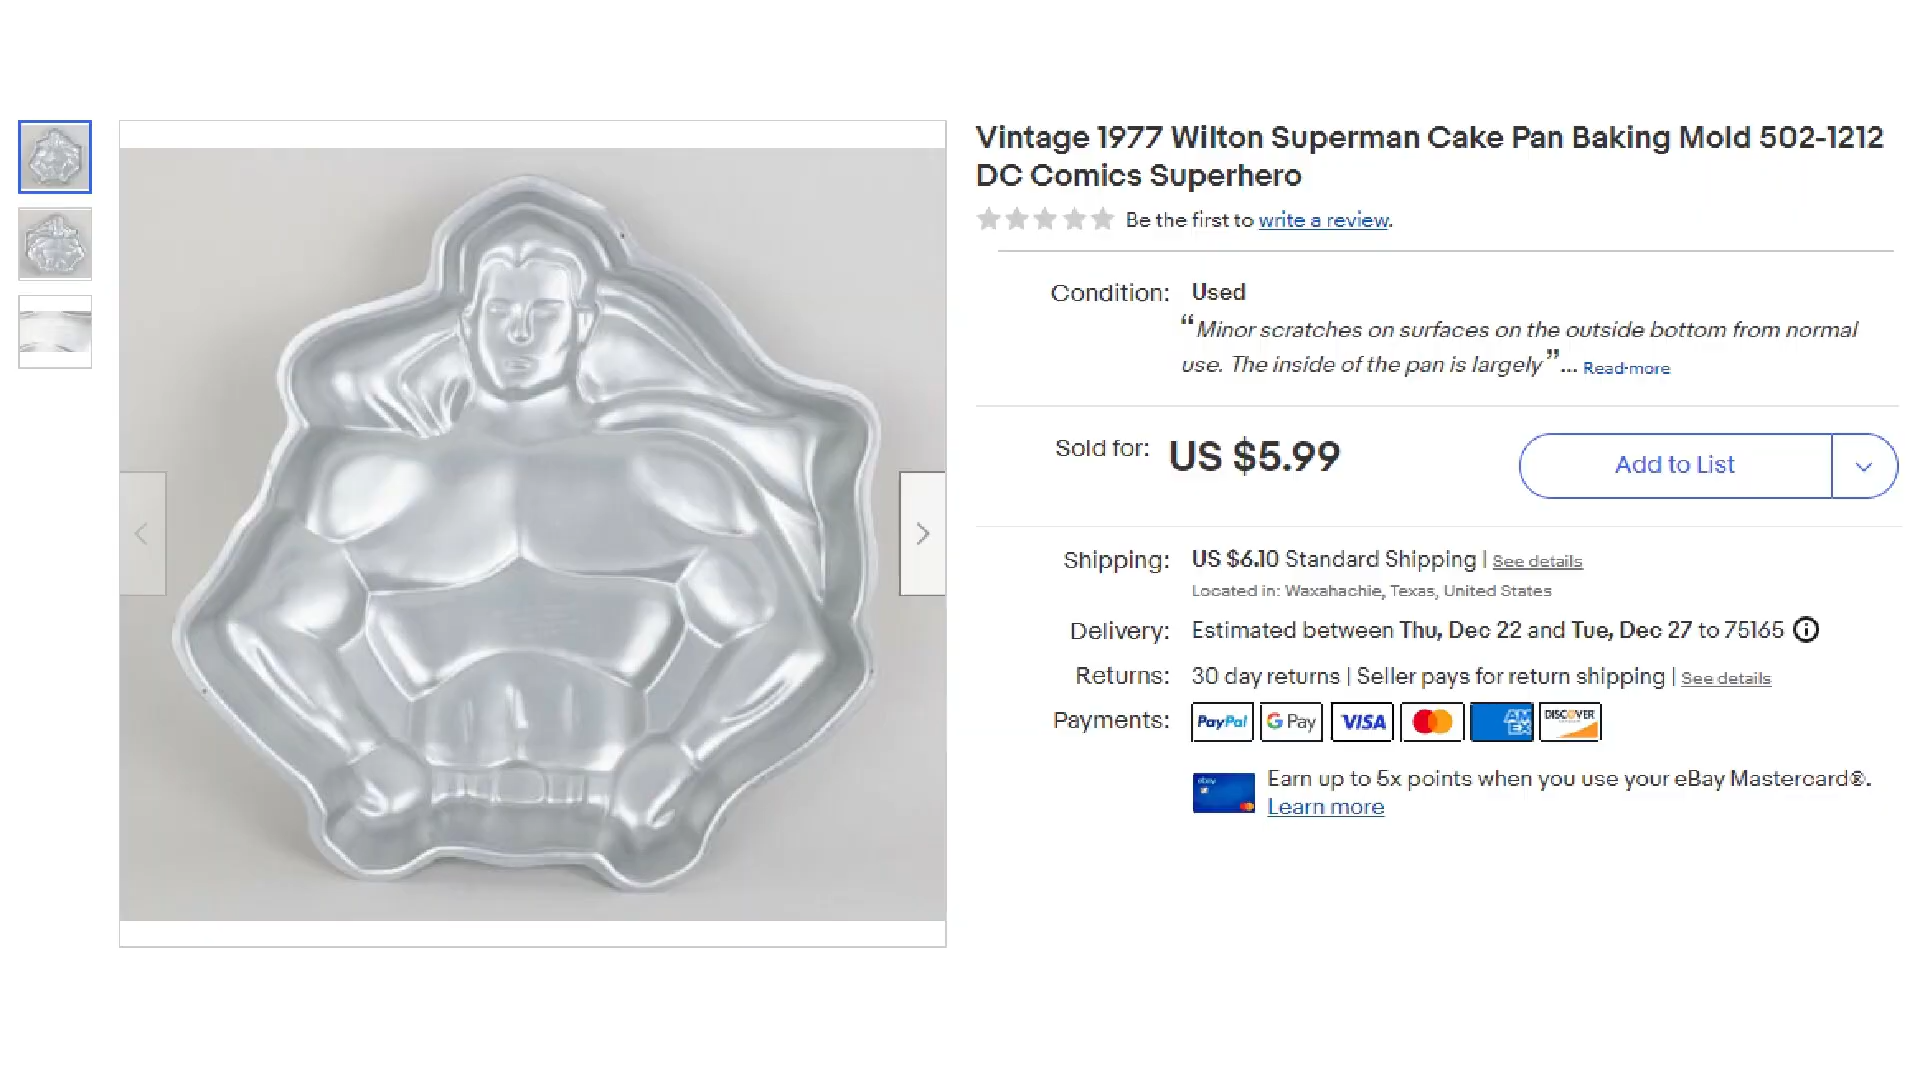 Vintage 1977 Wilton Superman Cake Pan Baking Mold 502-1212
DC Comics Superhero
Be the first to write a review.
Condition: Used
“Minor scratches on surfaces on the outside bottom from normal
use. The inside of the pan is largely”... Read more
Sold for: US $5.99
Add to List
Shipping: US $6.10 Standard Shipping | See details
Located in: Waxahachie, Texas, United States
Delivery: Estimated between Thu, Dec 22 and Tue, Dec 27 to 75165
Returns: 30 day returns | Seller pays for return shipping | See details
Payments: PayPal G Pay VISA AM EX DISCOVER
ebay
Earn up to 5x points when you use your eBay Mastercard®.
Learn more